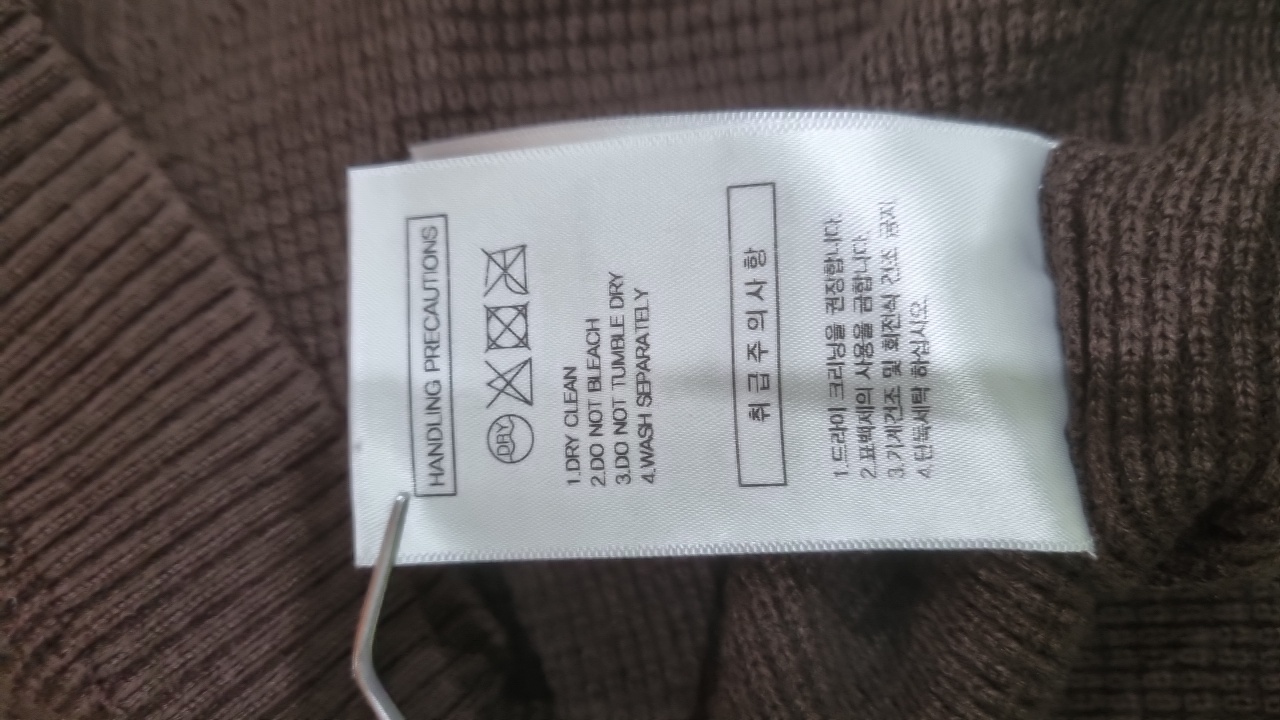 HANDLING PRECAUTIONS
DRY
1.DRY CLEAN
2.DO NOT BLEACH
3.DO NOT TUMBLE DRY
4.WASH SEPARATELY
취급주의사항
1.드라이 크리닝을 권장합니다.
2.표백제의 사용을 금합니다.
3.기계건조 및 회전식 건조 금지.
4.단독세탁 하십시오.